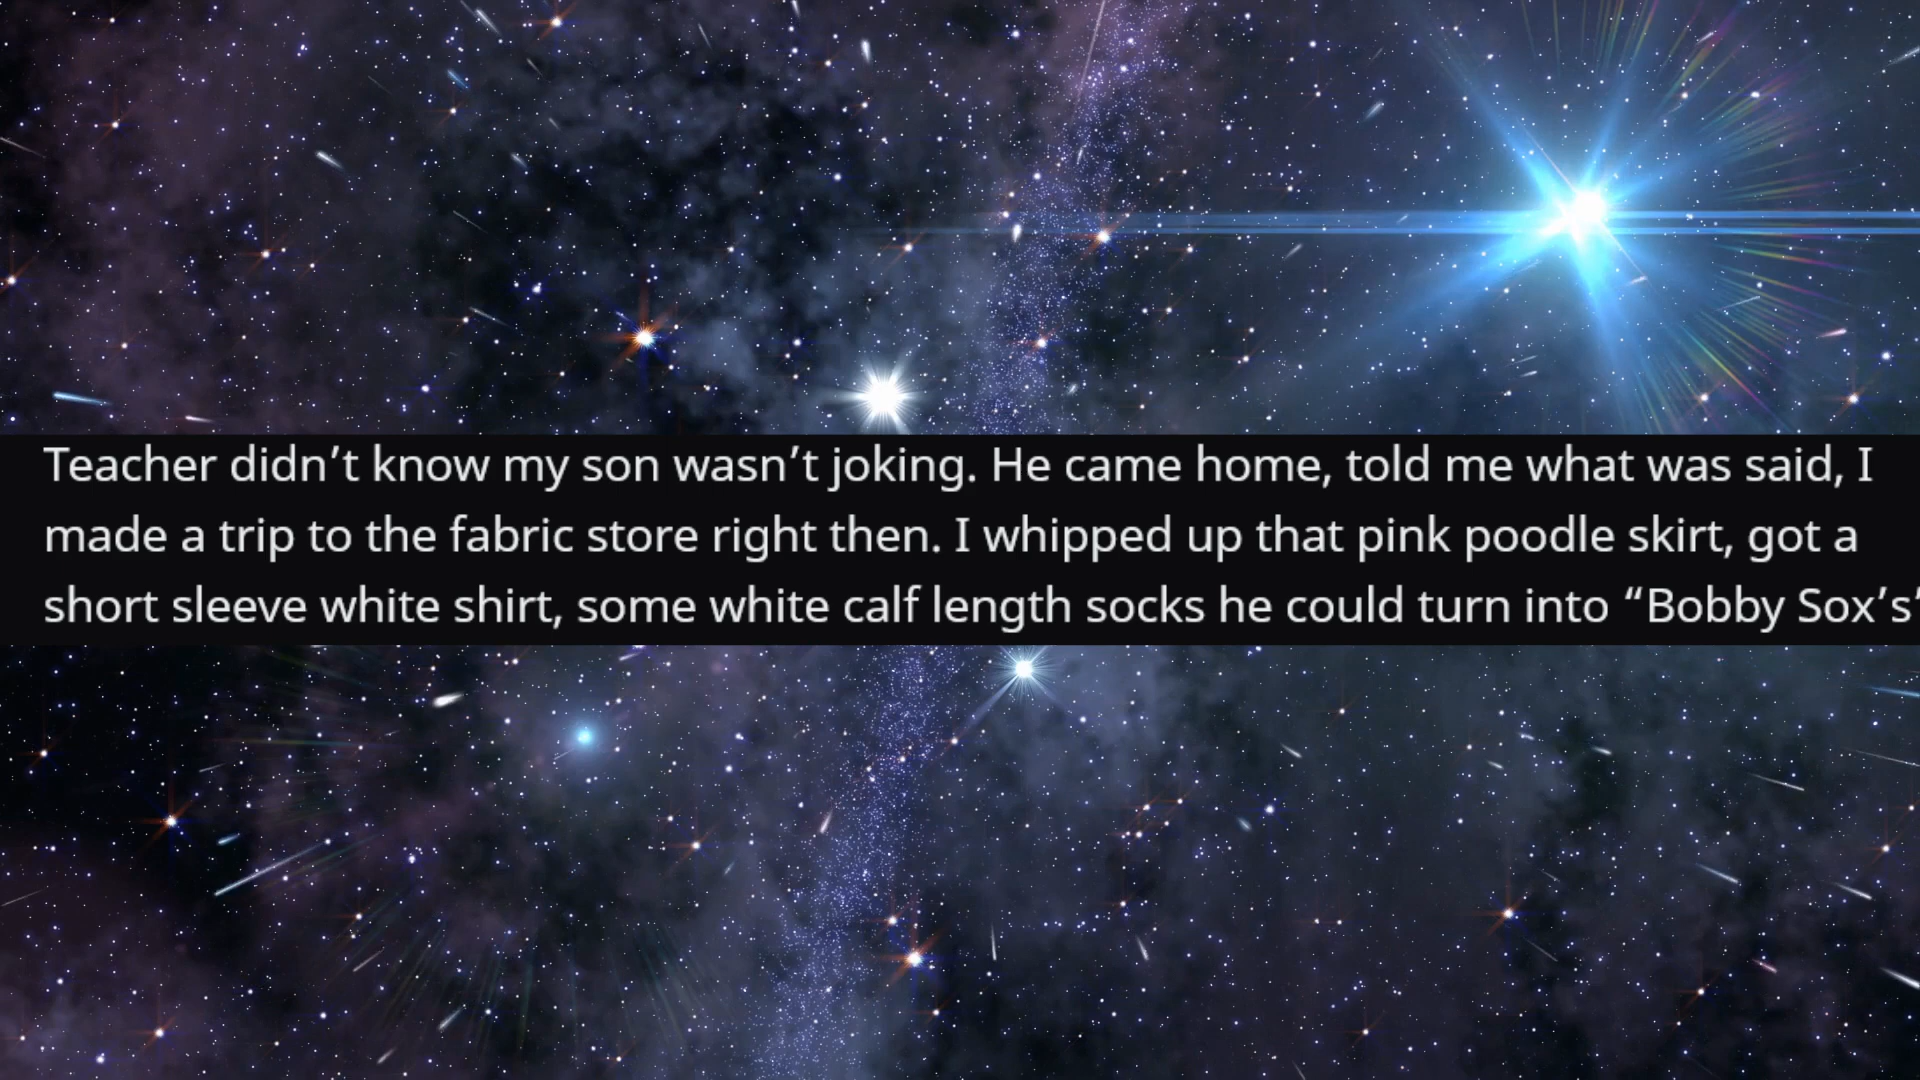 Teacher didn’t know my son wasn’t joking. He came home, told me what was said, I
made a trip to the fabric store right then. I whipped up that pink poodle skirt, got a
short sleeve white shirt, some white calf length socks he could turn into “Bobby Sox’s”